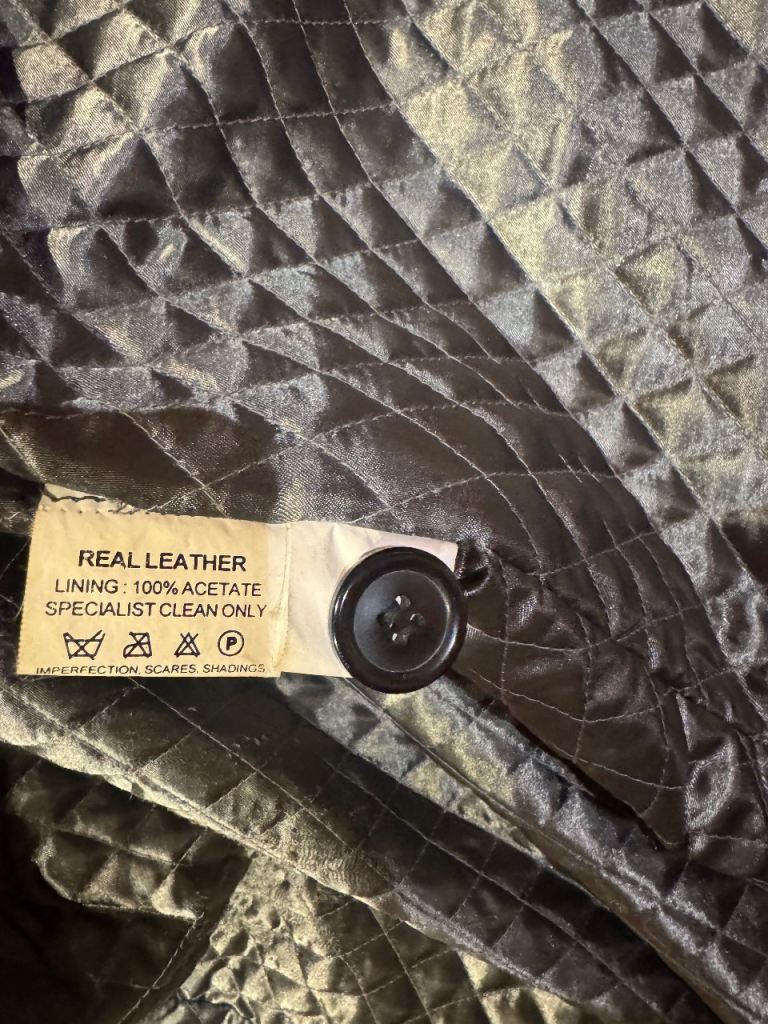 REAL LEATHER
LINING : 100% ACETATE
SPECIALIST CLEAN ONLY
P
IMPERFECTION, SCARES, SHADINGS